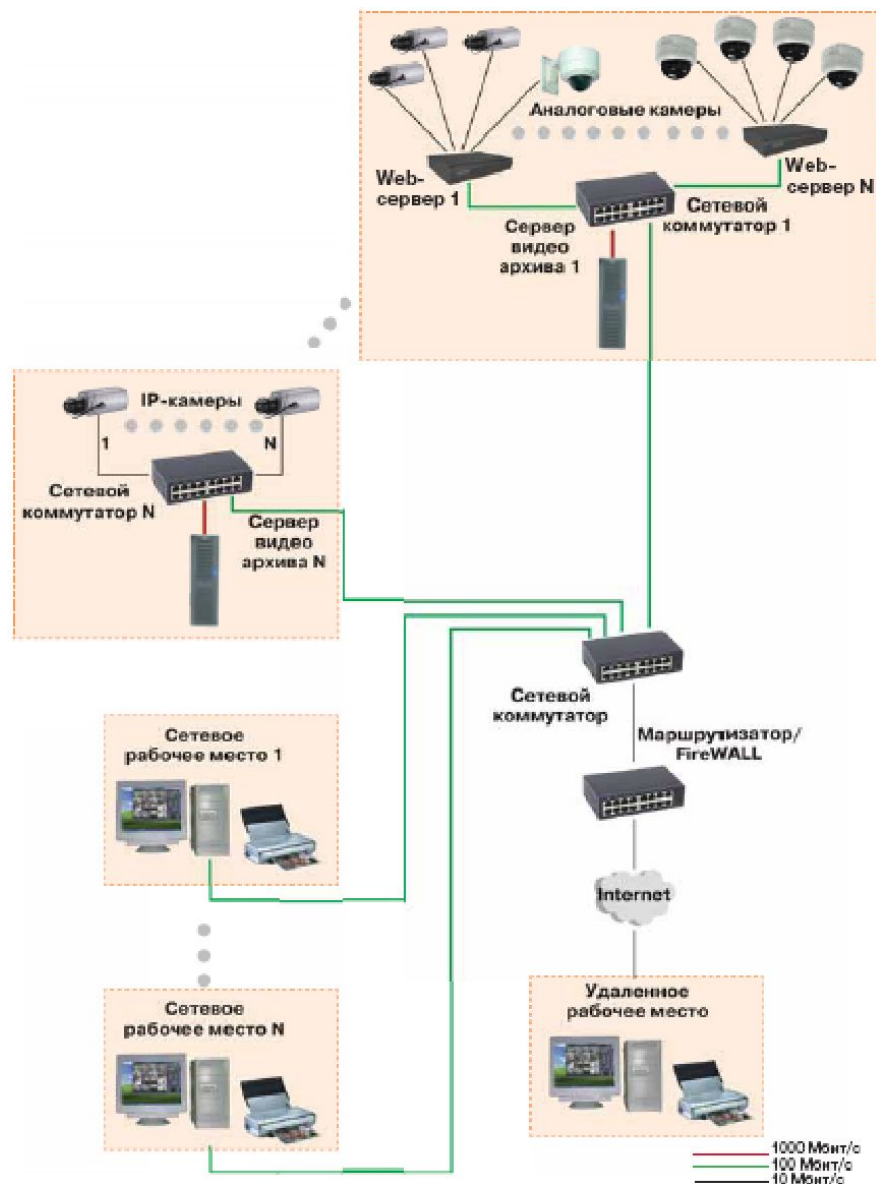 Аналоговые камеры
Web-
сервер 1
Web-
сервер N
Сервер
видео
архива 1
Сетевой
коммутатор 1
IP-камеры
1
N
Сетевой
коммутатор N
Сервер
видео
архива N
Сетевой
коммутатор
Маршрутизатор/
FireWALL
Сетевое
рабочее место 1
Internet
Сетевое
рабочее место N
Удаленное
рабочее место
1000 Мбит/с
100 Мбит/с
10 Мбит/с